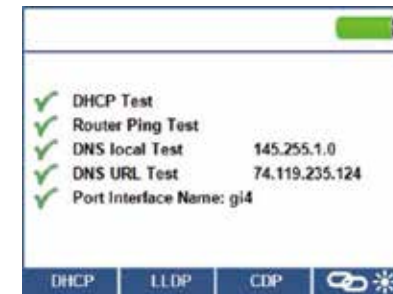 DHCP Test
Router Ping Test
DNS local Test 145.255.1.0
DNS URL Test 74.119.235.124
Port Interface Name: gi4
DHCP LLDP CDP